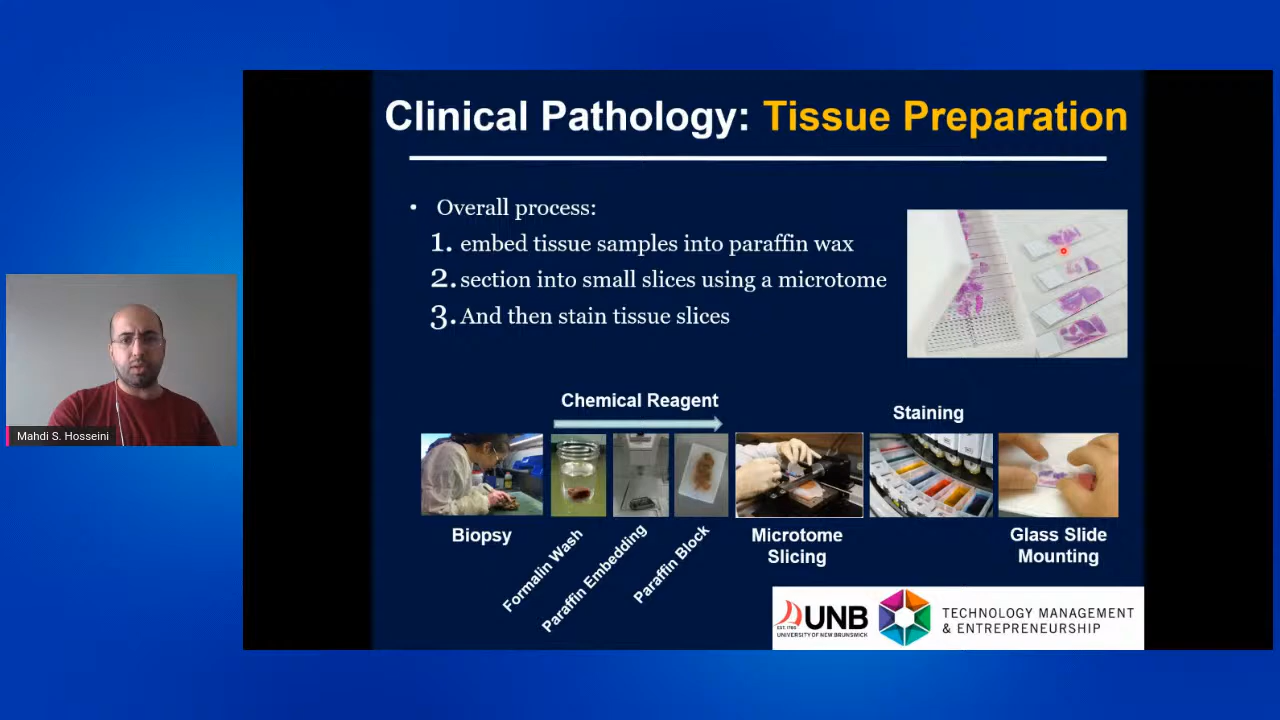 Clinical Pathology: Tissue Preparation
• Overall process:
1. embed tissue samples into paraffin wax
2. section into small slices using a microtome
3. And then stain tissue slices
Mahdi S. Hosseini
Chemical Reagent
Staining
Biopsy
Formalin Wash
Paraffin Embedding
Paraffin Block
Microtome
Slicing
Glass Slide
Mounting
EST. 1785
UNB
UNIVERSITY OF NEW BRUNSWICK
TECHNOLOGY MANAGEMENT
& ENTREPRENEURSHIP